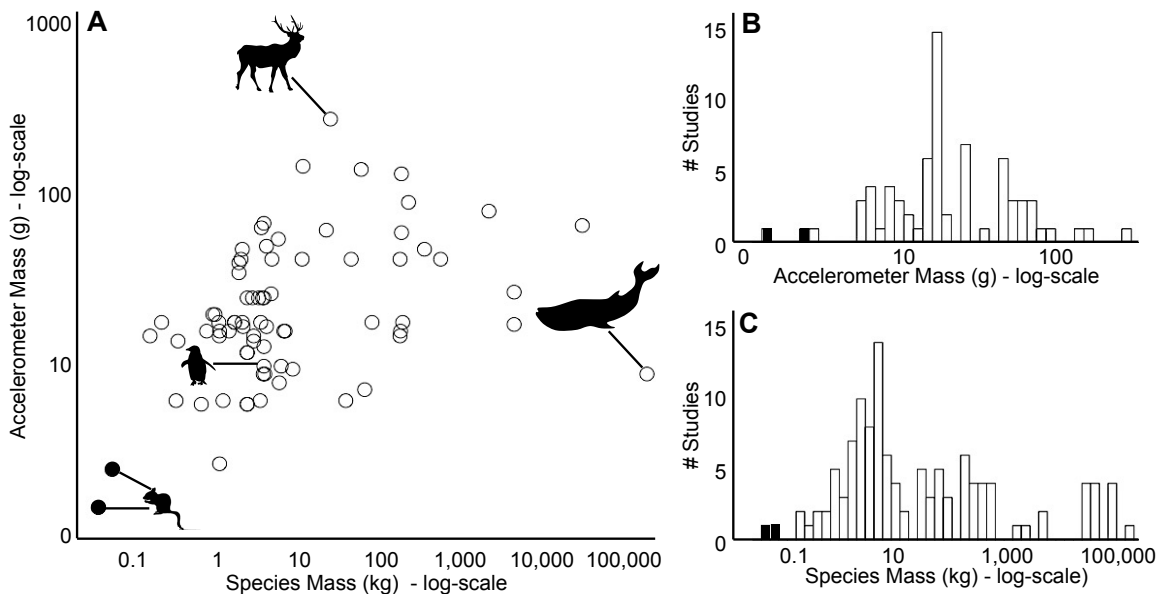 A
1000
100
10
0
Accelerometer Mass (g) - log-scale
0.1 1 10 100 1,000 10,000 100,000
Species Mass (kg)  - log-scale
B
15
10
5
0
# Studies
0 10 100
Accelerometer Mass (g) - log-scale
C
15
10
5
0
# Studies
0.1 10 1,000 100,000
Species Mass (kg) - log-scale)